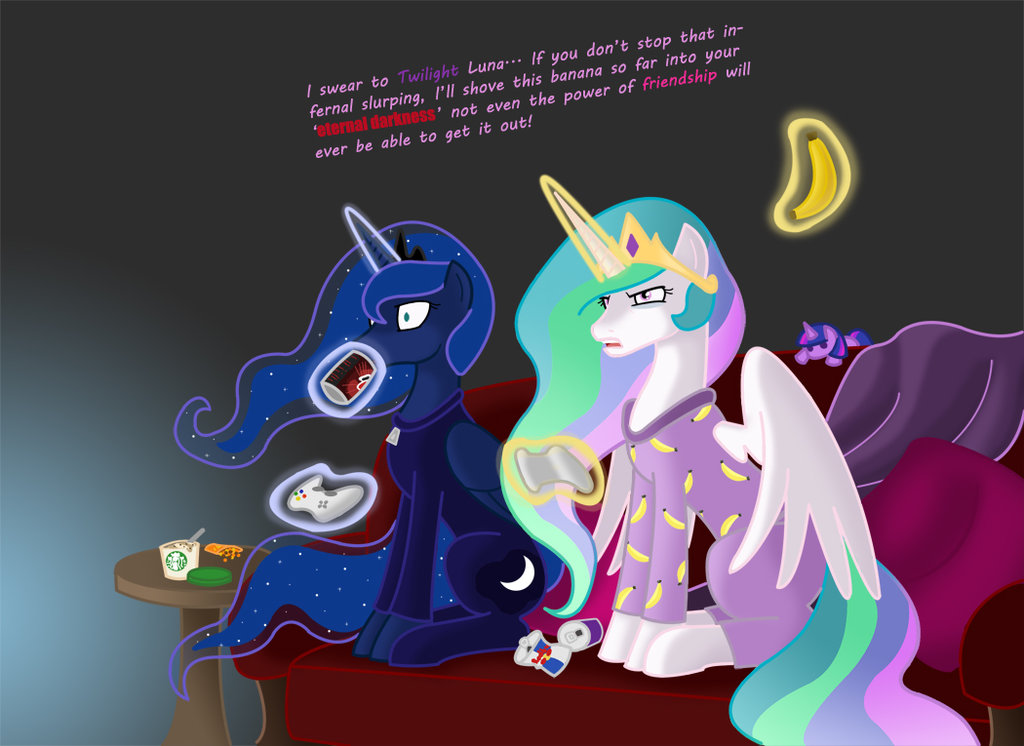 I swear to Twilight Luna... If you don't stop that in-
fernal slurping, I'll shove this banana so far into your
'eternal darkness' not even the power of friendship will
ever be able to get it out!